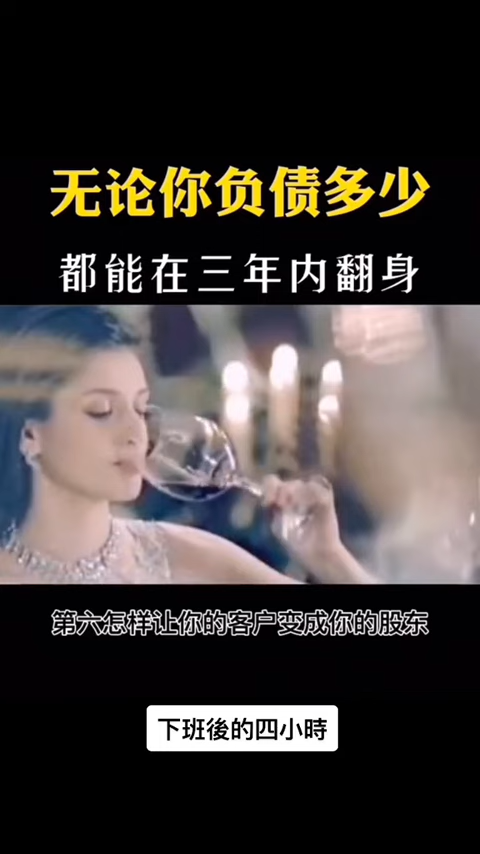 无论你负债多少
都能在三年内翻身
第六怎样让你的客户变成你的股东
下班後的四小時